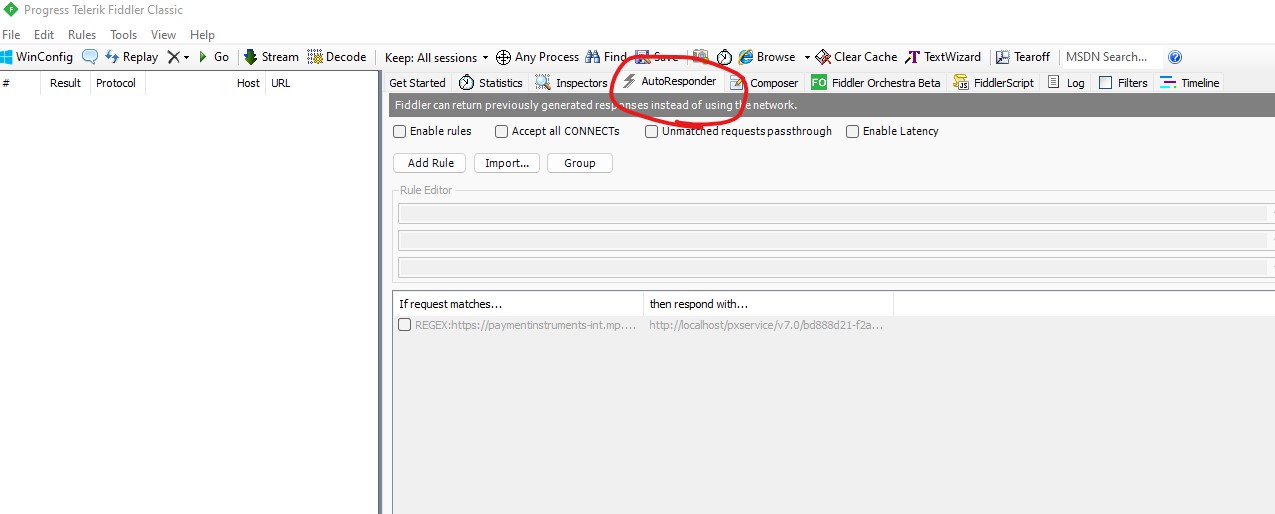 Progress Telerik Fiddler Classic
File Edit Rules Tools View Help
WinConfig Replay Go Stream Decode Keep: All sessions Any Process Find Save Browse Clear Cache TextWizard Tearoff MSDN Search...
# Result Protocol Host URL
Get Started Statistics Inspectors AutoResponder Composer FO Fiddler Orchestra Beta FiddlerScript Log Filters Timeline
Fiddler can return previously generated responses instead of using the network.
Enable rules Accept all CONNECTs Unmatched requests passthrough Enable Latency
Add Rule Import... Group
Rule Editor
If request matches... then respond with...
REGEX:https://paymentinstruments-int.mp.... http://localhost/pxservice/v7.0/bd888d21-f2a...